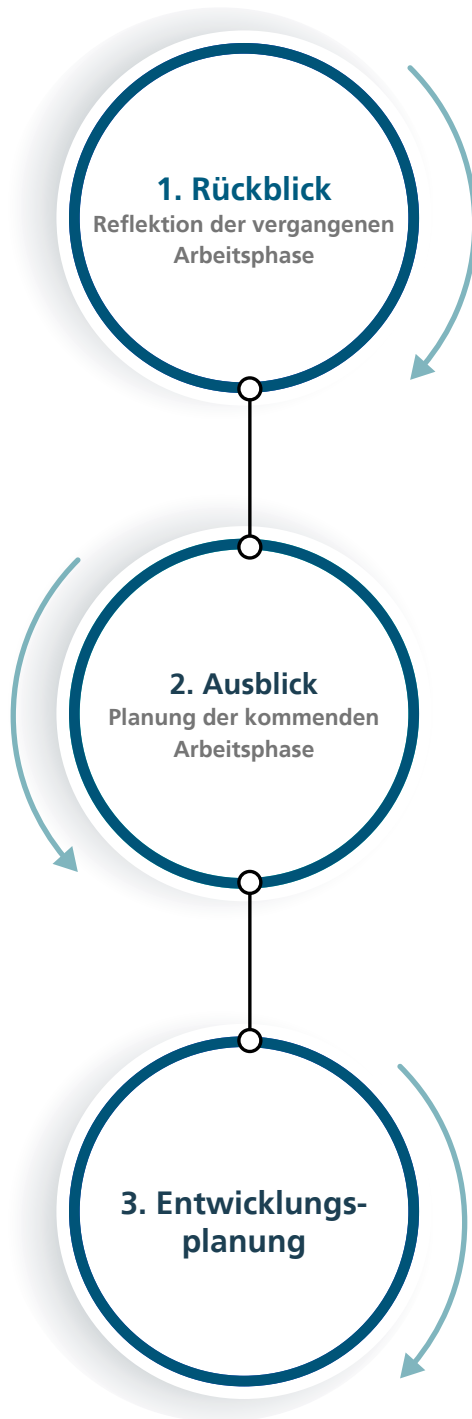 1. Rückblick
Reflektion der vergangenen
Arbeitsphase
2. Ausblick
Planung der kommenden
Arbeitsphase
3. Entwicklungs-
planung